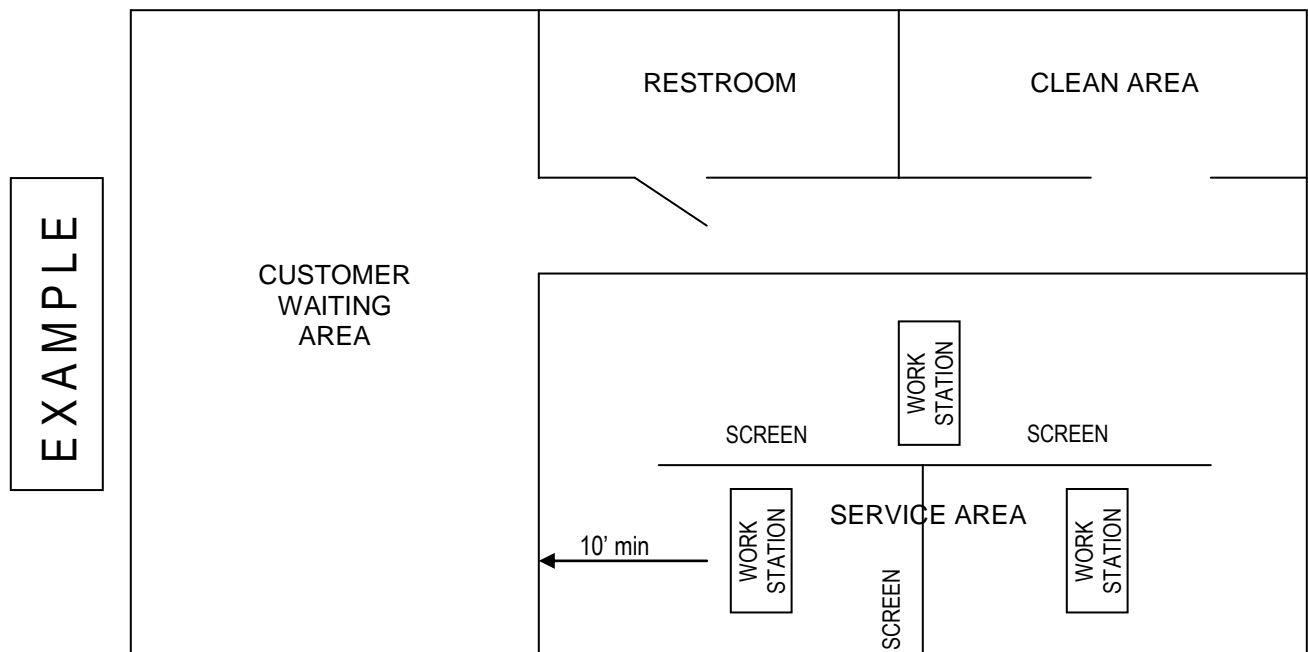 RESTROOM
CLEAN AREA
EXAMPLE
CUSTOMER
WAITING
AREA
WORK
STATION
SCREEN
SCREEN
SERVICE AREA
WORK
STATION
WORK
STATION
10’ min
SCREEN